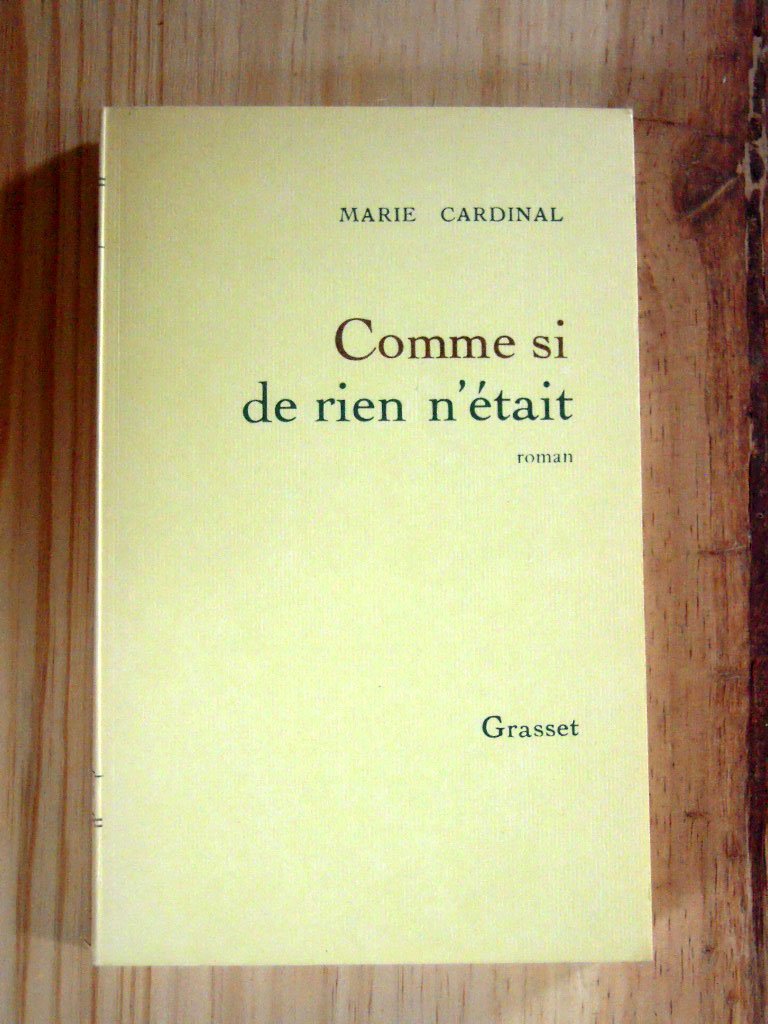 MARIE CARDINAL
Comme si
de rien n'était
roman
Grasset